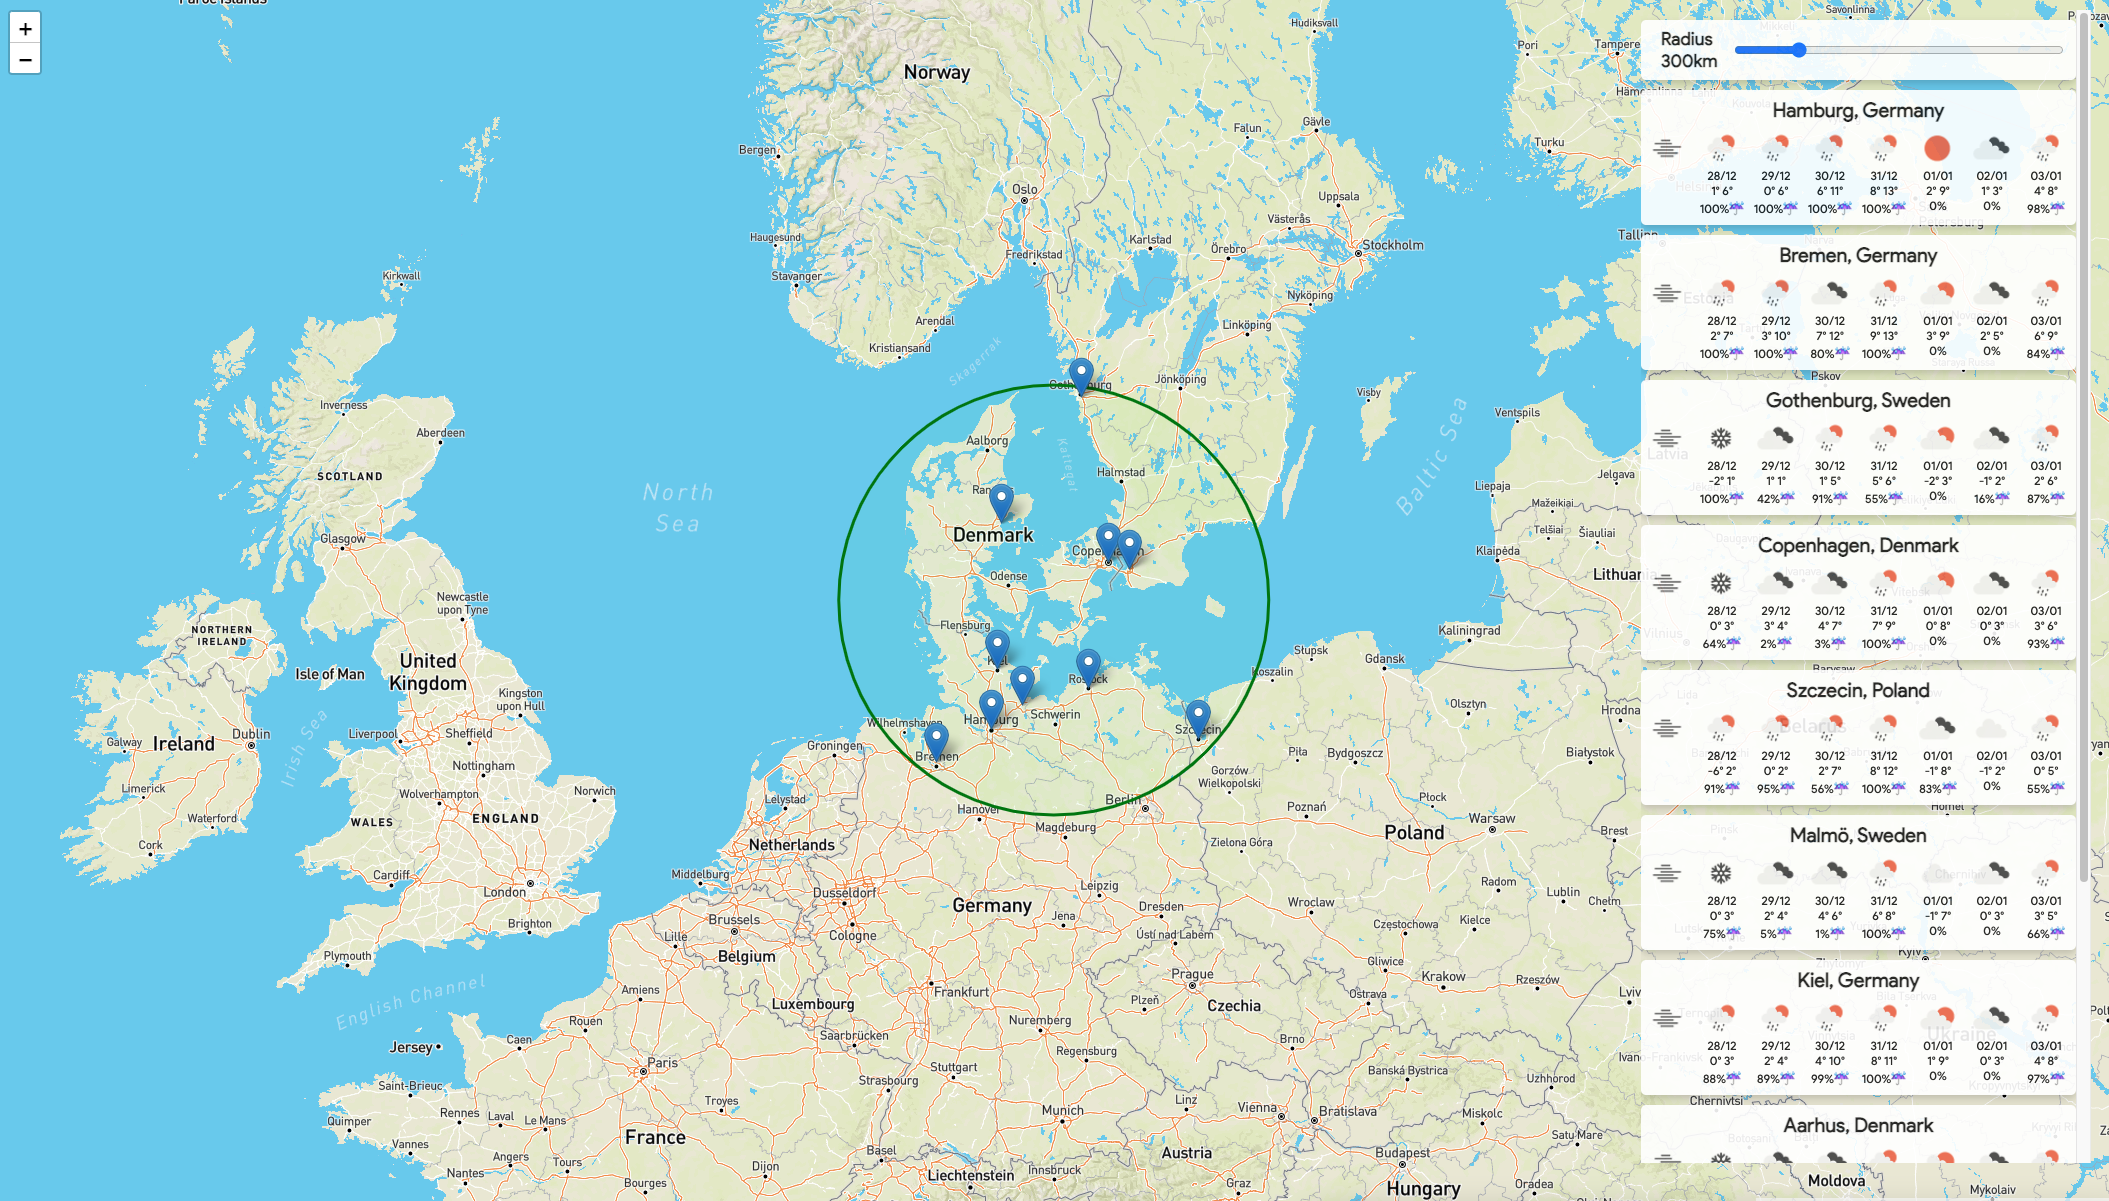 +
−
Radius
300km
Hamburg, Germany
28/12 29/12 30/12 31/12 01/01 02/01 03/01
1° 6° 0° 6° 6° 11° 8° 13° 2° 9° 1° 3° 4° 8°
100% 100% 100% 100% 0% 0% 98%
Bremen, Germany
28/12 29/12 30/12 31/12 01/01 02/01 03/01
2° 7° 3° 10° 7° 12° 9° 13° 3° 9° 2° 5° 6° 9°
100% 100% 80% 100% 0% 0% 84%
Gothenburg, Sweden
28/12 29/12 30/12 31/12 01/01 02/01 03/01
-2° 1° 1° 1° 1° 5° 5° 6° -2° 3° -1° 2° 2° 6°
100% 42% 91% 55% 0% 16% 87%
Copenhagen, Denmark
28/12 29/12 30/12 31/12 01/01 02/01 03/01
0° 3° 3° 4° 4° 7° 7° 9° 0° 8° 0° 3° 3° 6°
64% 2% 3% 100% 0% 0% 93%
Szczecin, Poland
28/12 29/12 30/12 31/12 01/01 02/01 03/01
-6° 2° 0° 2° 2° 7° 8° 12° -1° 8° -1° 2° 0° 5°
91% 95% 56% 100% 83% 0% 55%
Malmö, Sweden
28/12 29/12 30/12 31/12 01/01 02/01 03/01
0° 3° 2° 4° 4° 6° 6° 8° -1° 7° 0° 3° 3° 5°
75% 5% 1% 100% 0% 0% 66%
Kiel, Germany
28/12 29/12 30/12 31/12 01/01 02/01 03/01
0° 3° 2° 4° 4° 10° 8° 11° 1° 9° 0° 3° 4° 8°
88% 89% 99% 100% 0% 0% 97%
Aarhus, Denmark
Norway
Hudiksvall
Savonlinna
Pori
Tampere
Bergen
Falun
Gävle
Turku
Oslo
Uppsala
Haugesund
Västerås
Karlstad
Örebro
Stockholm
Fredrikstad
Stavanger
Kirkwall
Nyköping
Arendal
Linköping
Kristiansand
Skagerrak
Jönköping
Visby
Pskov
Inverness
Ventspils
Aberdeen
Aalborg
Baltic Sea
Kattegat
SCOTLAND
Halmstad
Latvia
Jelgava
Liepaja
North
Sea
Mažeikiai
Denmark
Telšiai
Šiauliai
Glasgow
Klaipėda
Odense
Newcastle
upon Tyne
Flensburg
NORTHERN
IRELAND
Kaliningrad
Isle of Man
United
Kingdom
Słupsk
Gdansk
Koszalin
Kingston
upon Hull
Olsztyn
Hrodna
Schwerin
Wilhelmshaven
Galway
Ireland
Dublin
Irish Sea
Liverpool
Sheffield
Groningen
Pita
Bydgoszcz
Białystok
Nottingham
Gorzów
Wielkopolski
Limerick
Wolverhampton
Norwich
Lelystad
Berlin
Hanover
Poznań
Płock
Waterford
WALES
ENGLAND
Magdeburg
Warsaw
Brest
Poland
Cork
Netherlands
Zielona Góra
Cardiff
London
Middelburg
Dusseldorf
Leipzig
Radom
Lublin
Chelm
Brighton
Brussels
Germany
Jena
Dresden
Wroclaw
Lille
Cologne
Ústí nad Labem
Częstochowa
Kielce
Plymouth
Belgium
Gliwice
Prague
Krakow
Rzeszów
English Channel
Amiens
Luxembourg
Frankfurt
Plzeň
Czechia
Ostrava
Rouen
Nuremberg
Saarbrücken
Caen
Jersey
Brno
Regensburg
Paris
Stuttgart
Banská Bystrica
Saint-Brieuc
Strasbourg
Uzhhorod
Chernivtsi
Troyes
Linz
Vienna
Bratislava
Miskolc
Quimper
Rennes
Laval
Le Mans
Munich
France
Satu Mare
Vannes
Angers
Tours
Dijon
Basel
Austria
Budapest
Nantes
Bourges
Liechtenstein
Innsbruck
Graz
Hungary
Oradea
Moldova
Mykolaiv